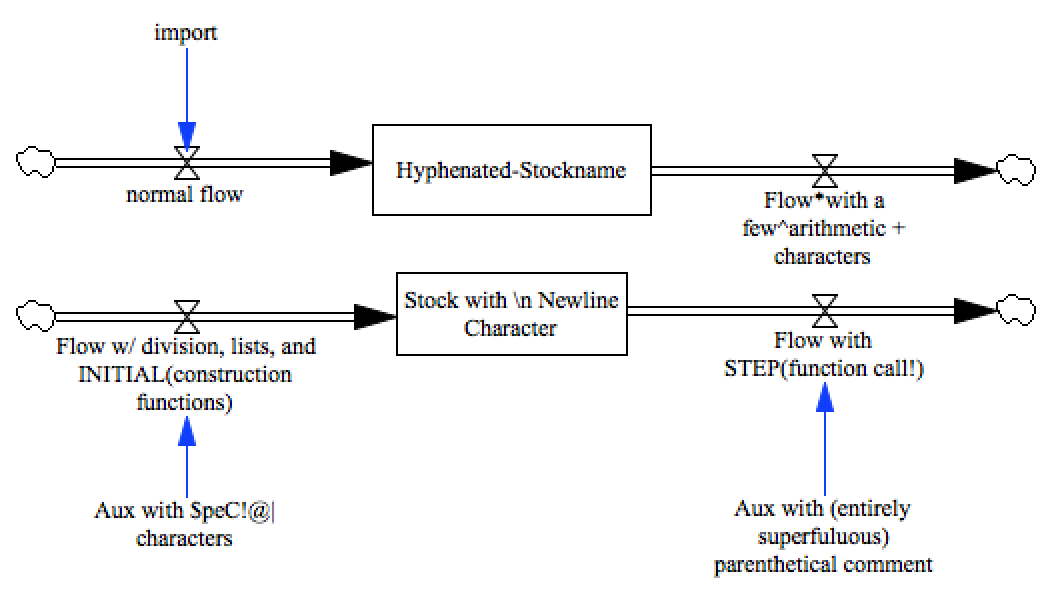 import
Hyphenated-Stockname
normal flow
Flow*with a
few^arithmetic +
characters
Stock with \n Newline
Character
Flow w/ division, lists, and
INITIAL(construction
functions)
Flow with
STEP(function call!)
Aux with $peC!@|
characters
Aux with (entirely
superfuluous)
parenthetical comment